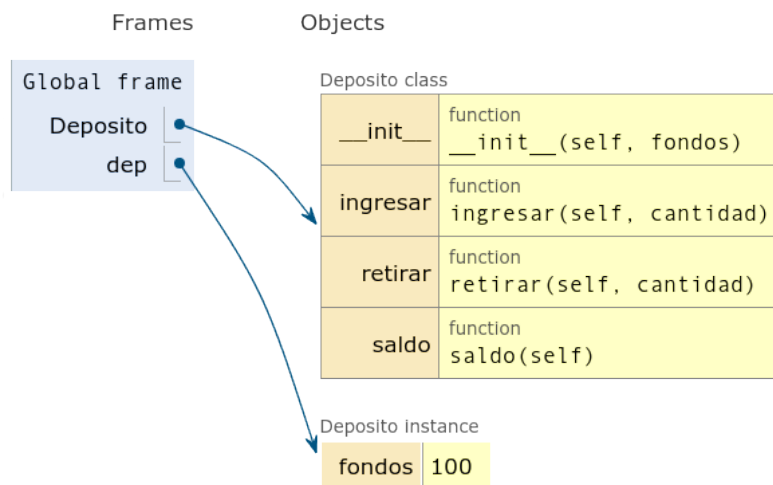 Frames Objects
Global frame
Deposito
dep
Deposito class
__init__ function
__init__(self, fondos)
ingresar function
ingresar(self, cantidad)
retirar function
retirar(self, cantidad)
saldo function
saldo(self)
Deposito instance
fondos 100